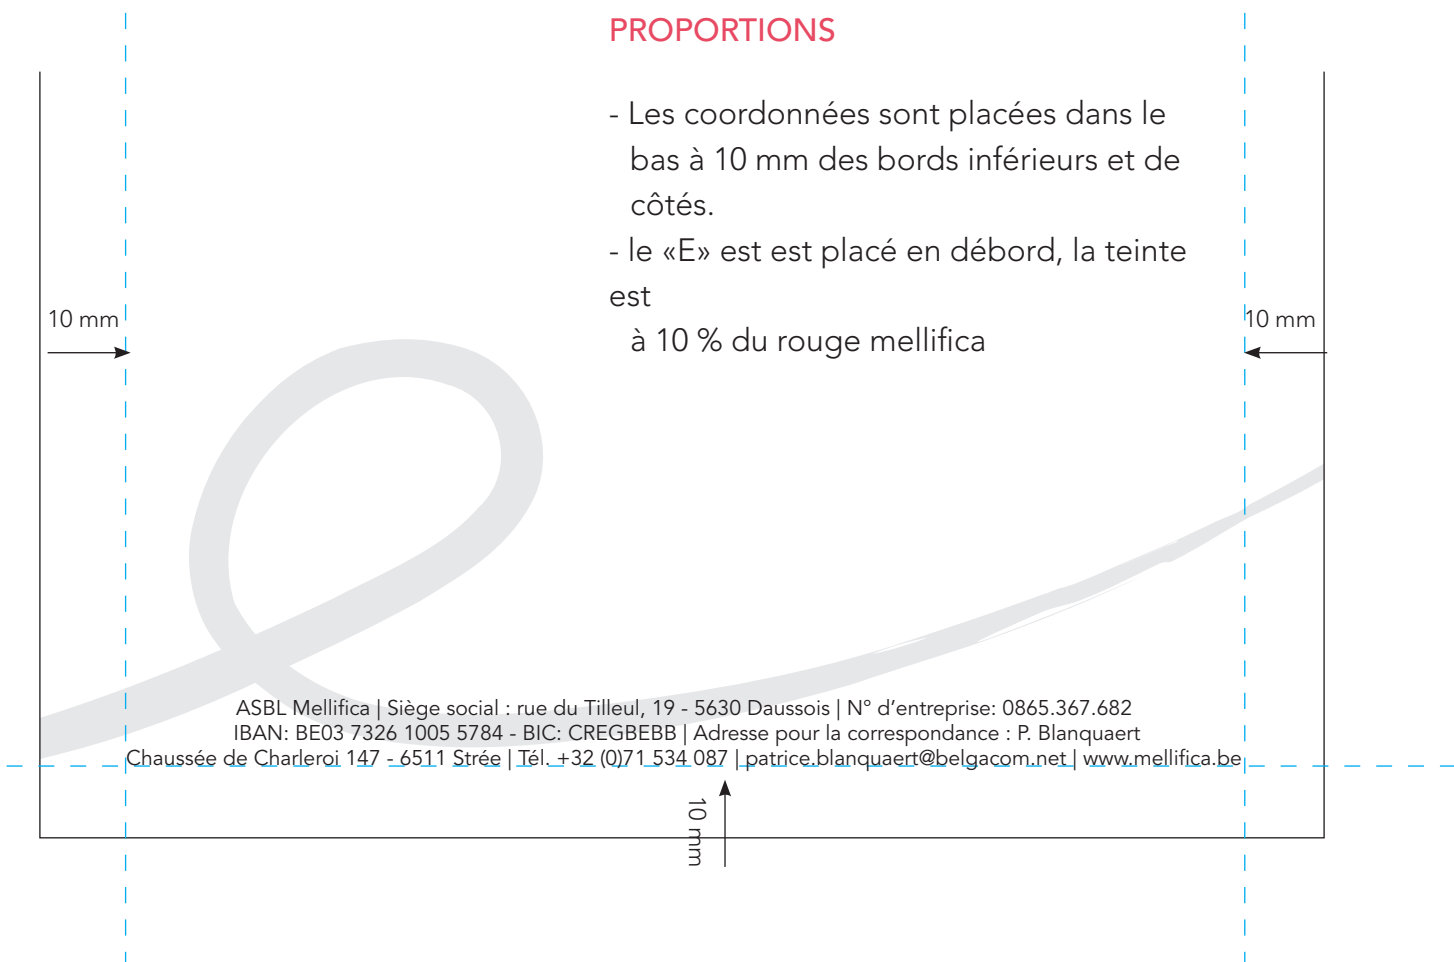 PROPORTIONS
- Les coordonnées sont placées dans le
bas à 10 mm des bords inférieurs et de
côtés.
- le «E» est est placé en débord, la teinte
est
à 10 % du rouge mellifica
10 mm
10 mm
ASBL Mellifica | Siège social : rue du Tilleul, 19 - 5630 Daussois | N° d’entreprise: 0865.367.682
IBAN: BE03 7326 1005 5784 - BIC: CREGBEBB | Adresse pour la correspondance : P. Blanquaert
Chaussée de Charleroi 147 - 6511 Strée | Tél. +32 (0)71 534 087 | patrice.blanquaert@belgacom.net | www.mellifica.be
10 mm